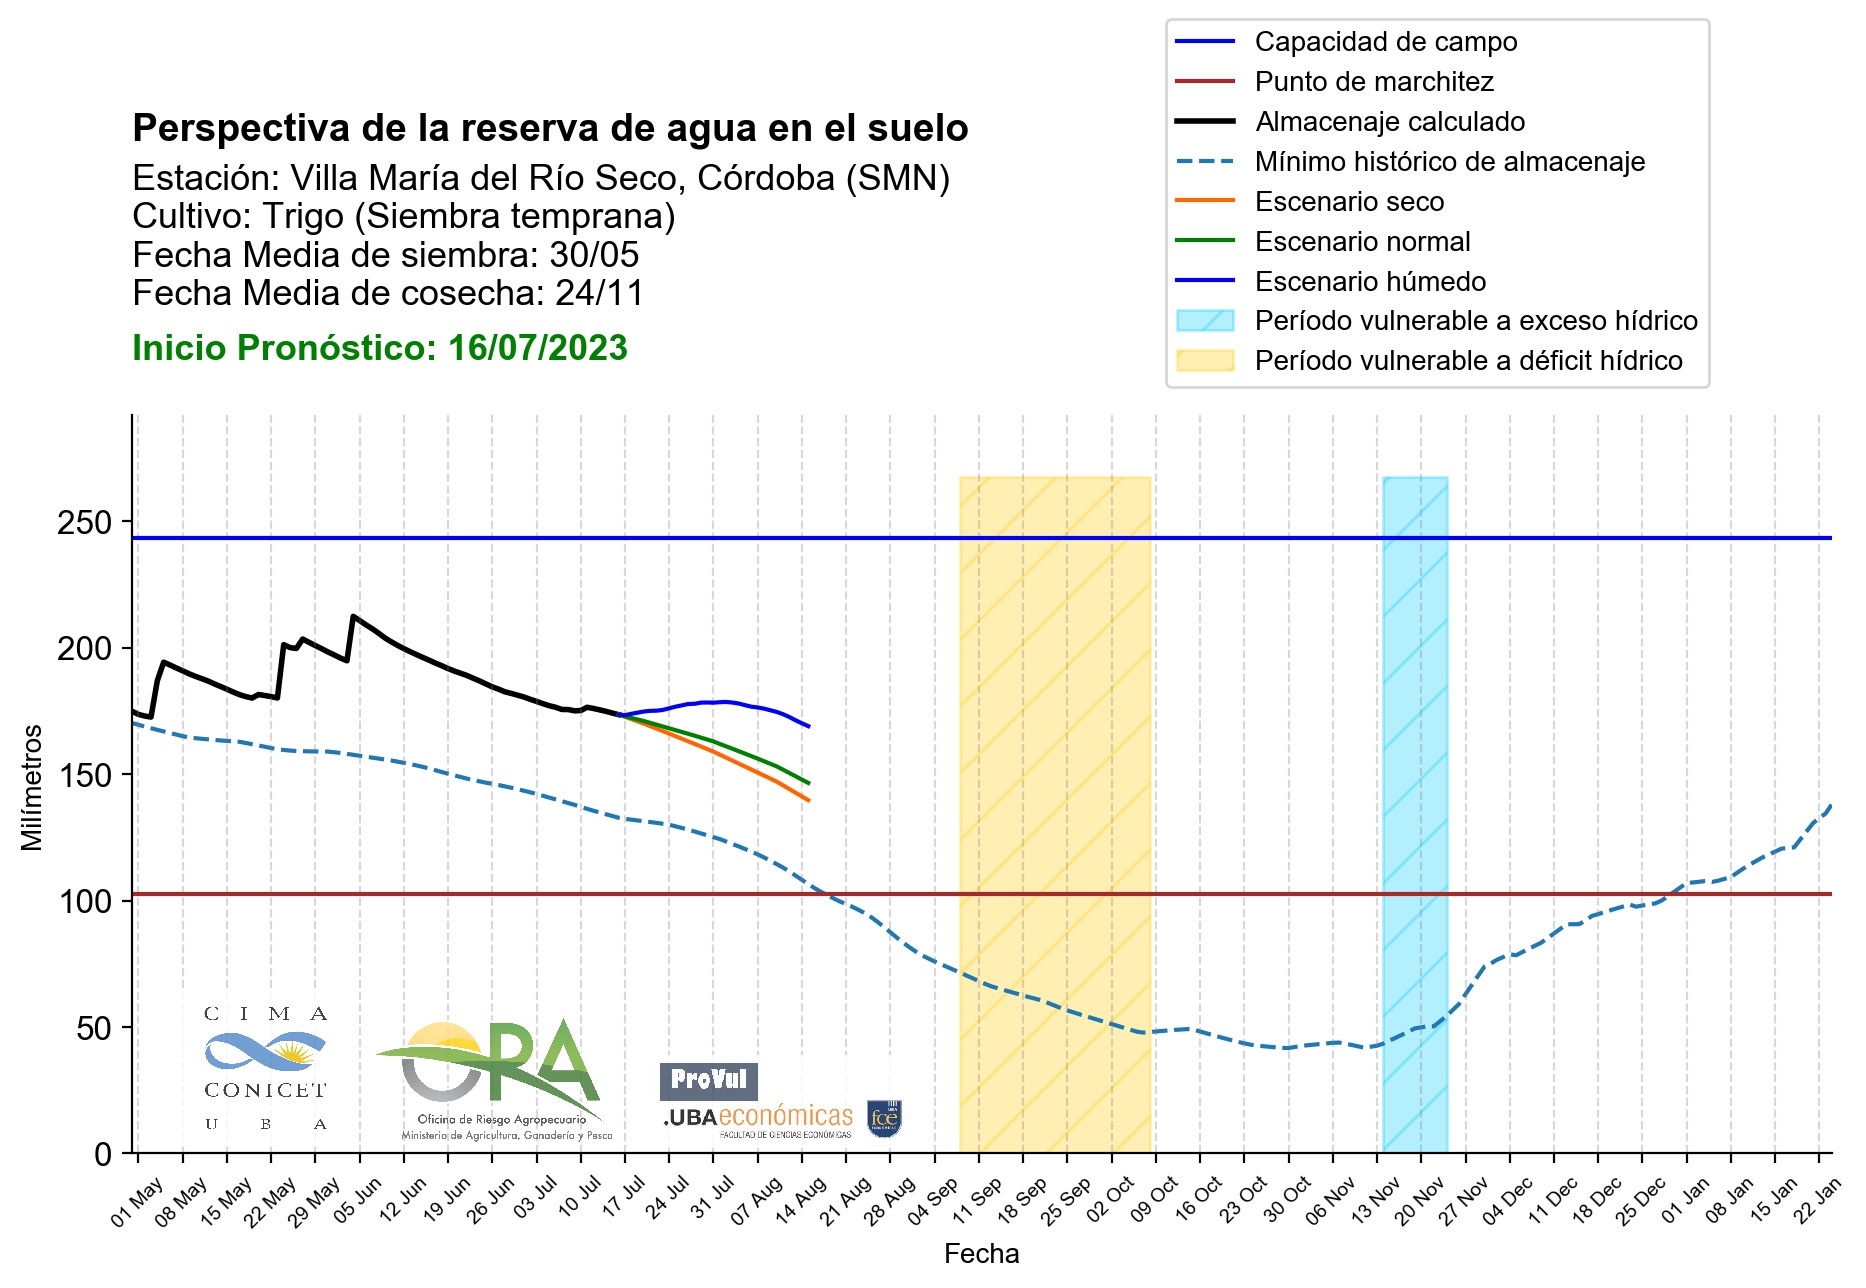 Capacidad de campo
Punto de marchitez
Almacenaje calculado
Mínimo histórico de almacenaje
Escenario seco
Escenario normal
Escenario húmedo
Período vulnerable a exceso hídrico
Período vulnerable a déficit hídrico
Perspectiva de la reserva de agua en el suelo
Estación: Villa María del Río Seco, Córdoba (SMN)
Cultivo: Trigo (Siembra temprana)
Fecha Media de siembra: 30/05
Fecha Media de cosecha: 24/11
Inicio Pronóstico: 16/07/2023
Milímetros
250
200
150
100
50
0
CIMA
CONICET
UBA
ORA
Oficina de Riesgo Agropecuario
Ministerio de Agricultura, Ganadería y Pesca
ProVul
.UBAeconómicas
FACULTAD DE CIENCIAS ECONÓMICAS
fce
01 May
08 May
15 May
22 May
29 May
05 Jun
12 Jun
19 Jun
26 Jun
03 Jul
10 Jul
17 Jul
24 Jul
31 Jul
07 Aug
14 Aug
21 Aug
28 Aug
04 Sep
11 Sep
18 Sep
25 Sep
02 Oct
09 Oct
16 Oct
23 Oct
30 Oct
06 Nov
13 Nov
20 Nov
27 Nov
04 Dec
11 Dec
18 Dec
25 Dec
01 Jan
08 Jan
15 Jan
22 Jan
Fecha